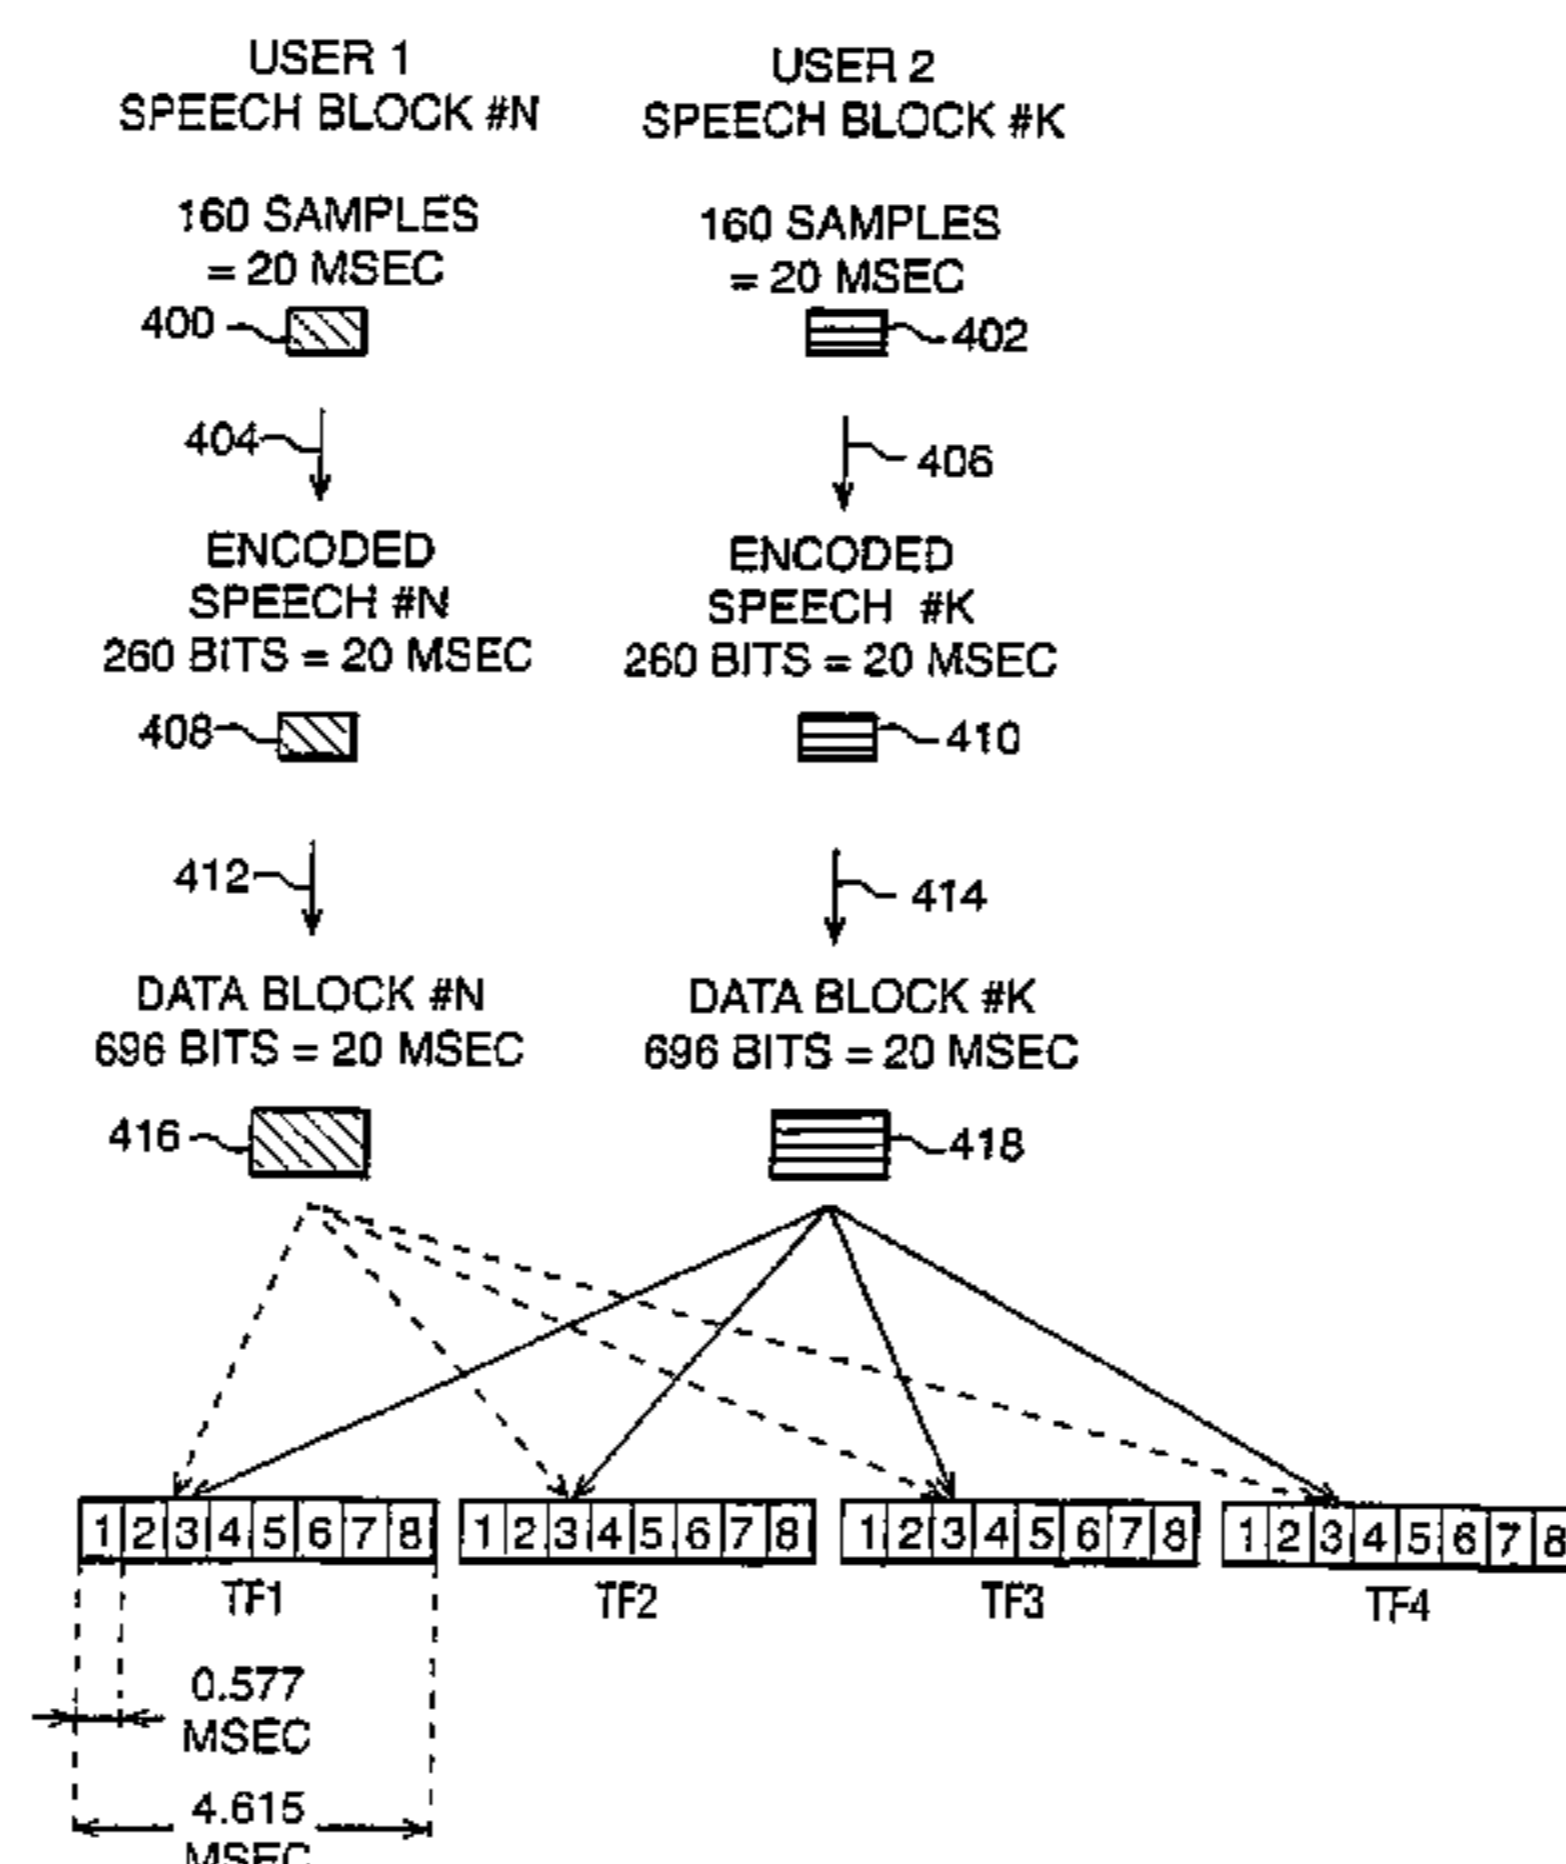 USER 1
SPEECH BLOCK #N
USER 2
SPEECH BLOCK #K
160 SAMPLES
= 20 MSEC
160 SAMPLES
= 20 MSEC
400
402
404
406
ENCODED
SPEECH #N
260 BITS = 20 MSEC
ENCODED
SPEECH #K
260 BITS = 20 MSEC
408
410
412
414
DATA BLOCK #N
696 BITS = 20 MSEC
DATA BLOCK #K
696 BITS = 20 MSEC
416
418
1 2 3 4 5 6 7 8
1 2 3 4 5 6 7 8
1 2 3 4 5 6 7 8
1 2 3 4 5 6 7 8
TF1
TF2
TF3
TF4
0.577
MSEC
4.615
MSEC